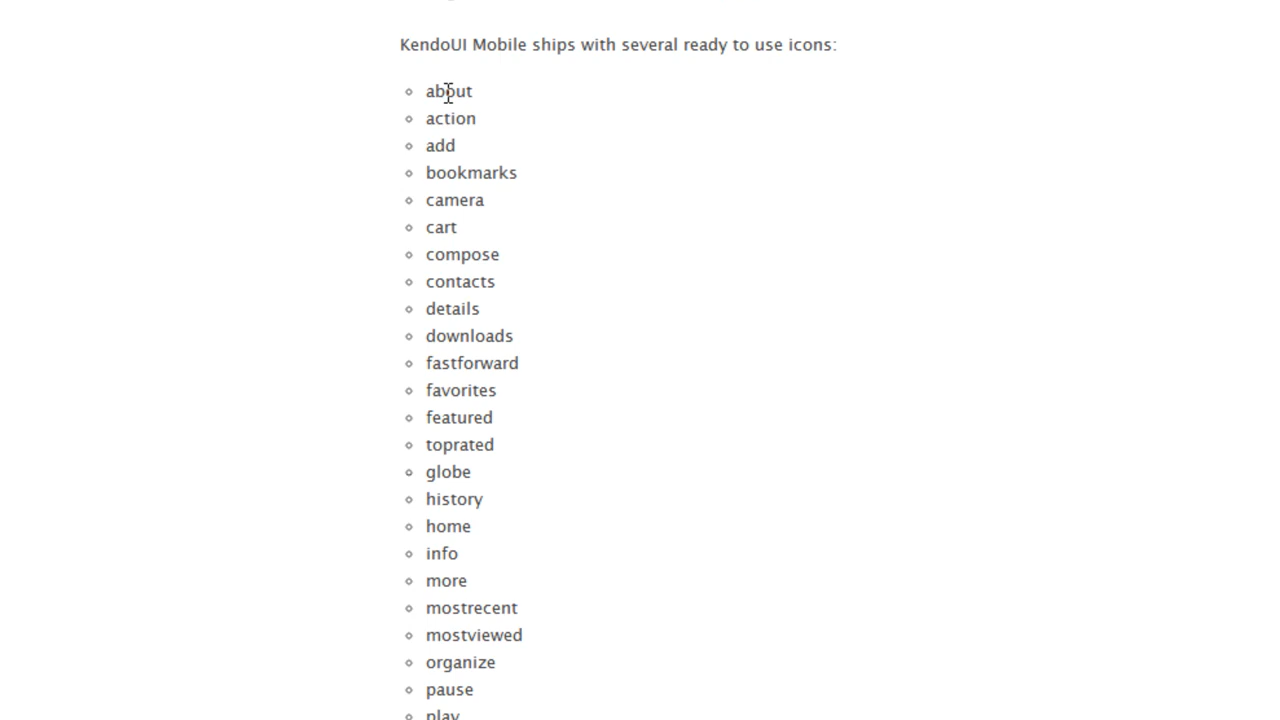 KendoUI Mobile ships with several ready to use icons:
about
action
add
bookmarks
camera
cart
compose
contacts
details
downloads
fastforward
favorites
featured
toprated
globe
history
home
info
more
mostrecent
mostviewed
organize
pause
play